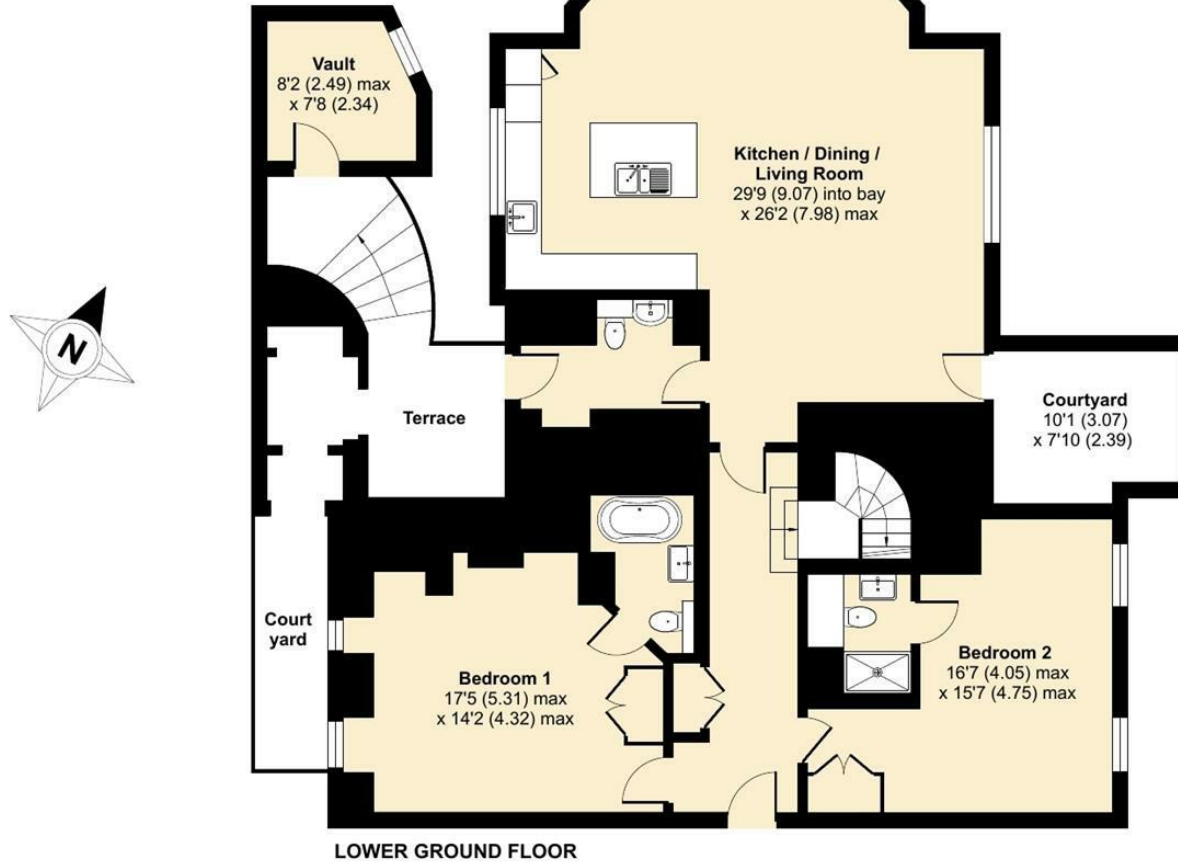 Vault
8'2 (2.49) max
x 7'8 (2.34)
Kitchen / Dining /
Living Room
29'9 (9.07) into bay
x 26'2 (7.98) max
N
Terrace
Courtyard
10'1 (3.07)
x 7'10 (2.39)
Court
yard
Bedroom 1
17'5 (5.31) max
x 14'2 (4.32) max
Bedroom 2
16'7 (4.05) max
x 15'7 (4.75) max
LOWER GROUND FLOOR